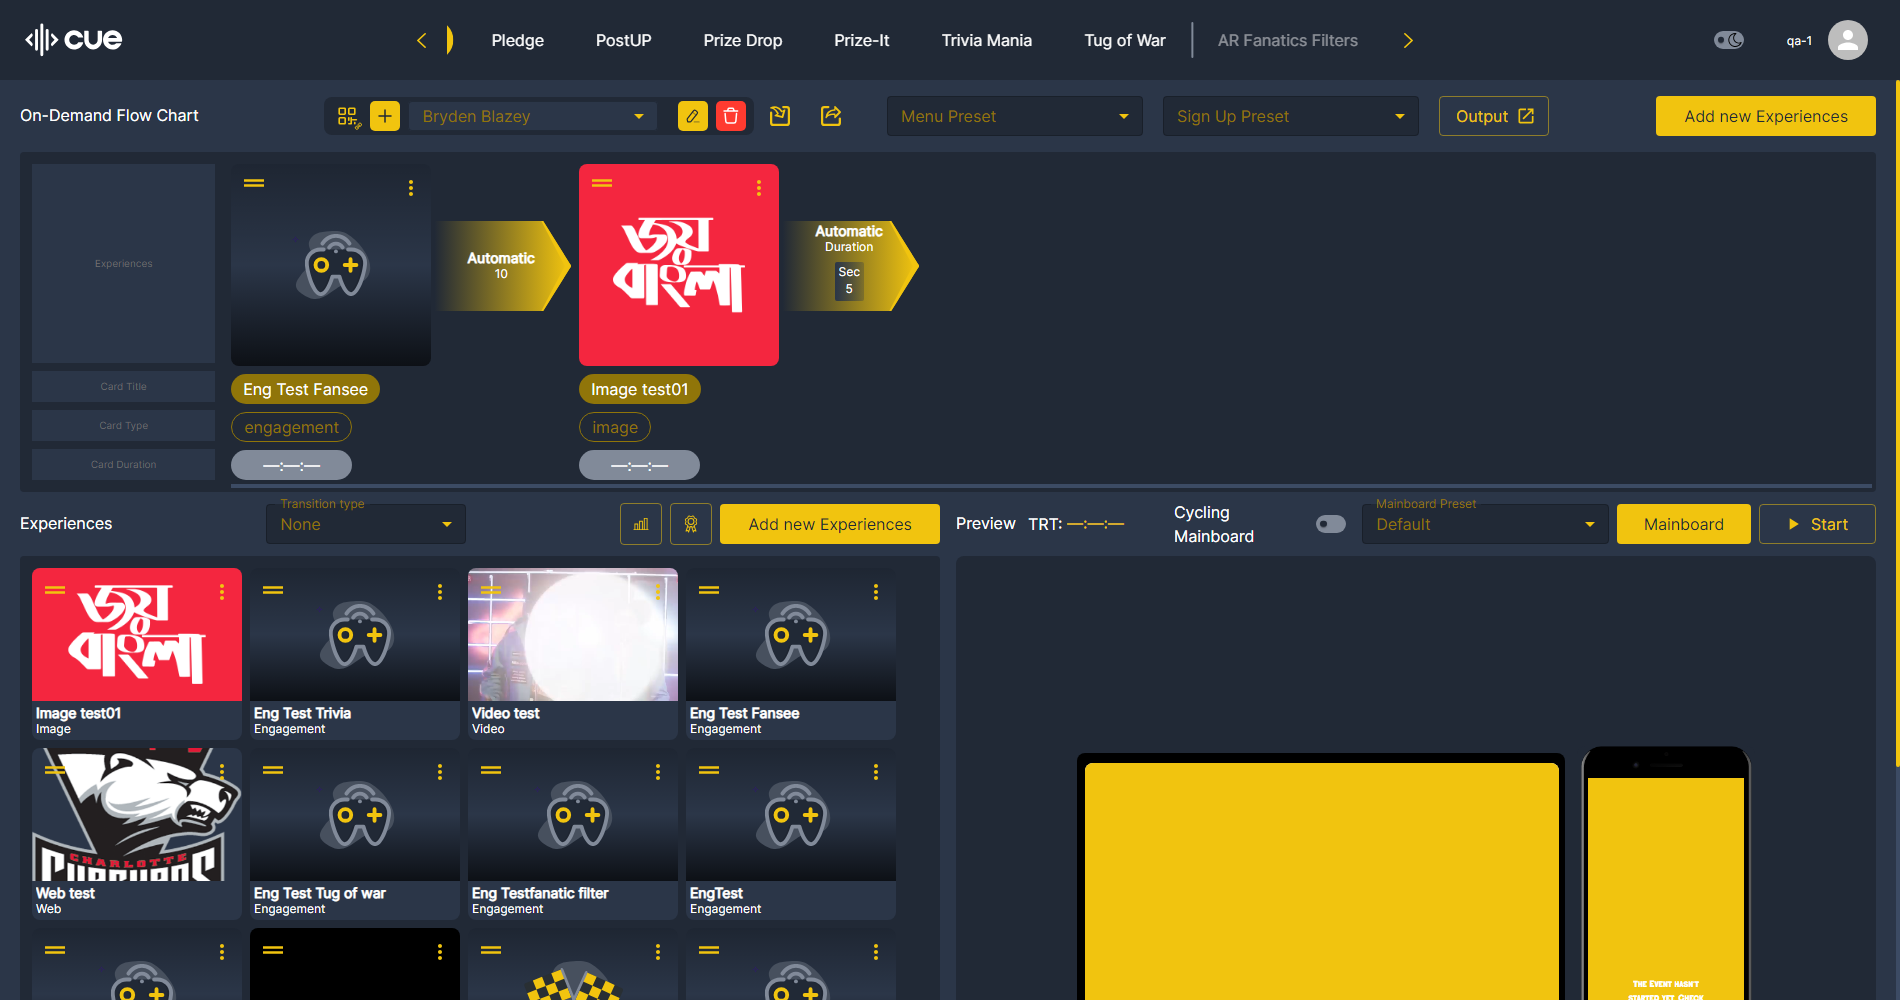 cue
Pledge
PostUP
Prize Drop
Prize-It
Trivia Mania
Tug of War
AR Fanatics Filters
qa-1
On-Demand Flow Chart
Bryden Blazey
Menu Preset
Sign Up Preset
Output
Add new Experiences
Experiences
Automatic
10
জয়
বাংলা
Automatic
Duration
Sec
5
Card Title
Eng Test Fansee
Image test01
Card Type
engagement
image
Card Duration
—:—:—
—:—:—
Experiences
Transition type
None
Add new Experiences
Preview
TRT: —:—:—
Cycling
Mainboard
Mainboard Preset
Default
Mainboard
Start
জয়
বাংলা
Image test01
Image
Eng Test Trivia
Engagement
Video test
Video
Eng Test Fansee
Engagement
CHARLOTTE
Web test
Web
Eng Test Tug of war
Engagement
Eng Testfanatic filter
Engagement
EngTest
Engagement
The Event hasn't
started yet. Check